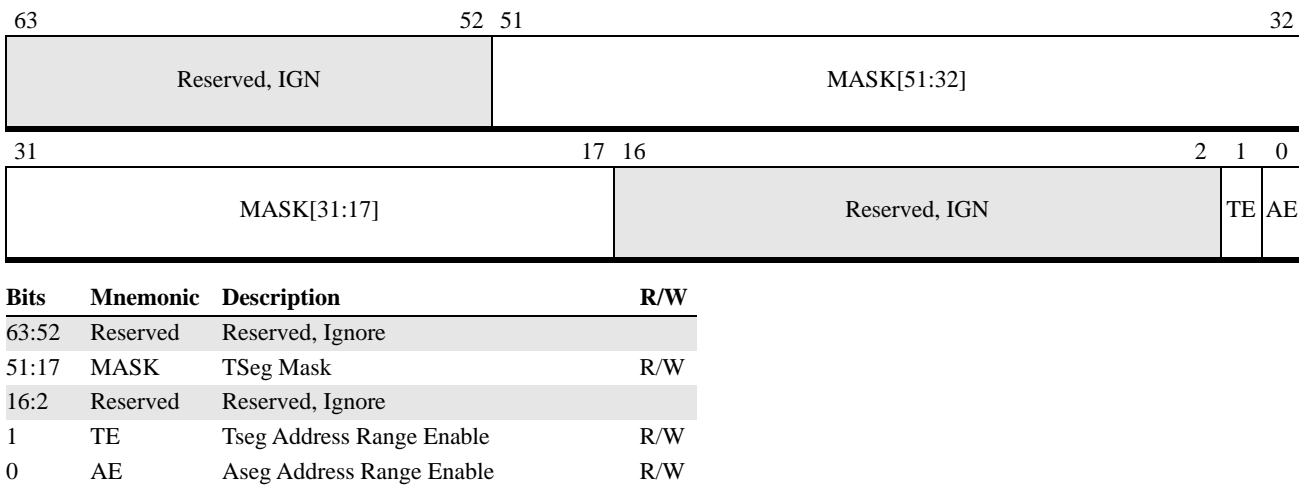 63 52 51 32
Reserved, IGN MASK[51:32]
31 17 16 2 1 0
MASK[31:17] Reserved, IGN TE AE
Bits Mnemonic Description R/W
63:52 Reserved Reserved, Ignore
51:17 MASK TSeg Mask R/W
16:2 Reserved Reserved, Ignore
1 TE Tseg Address Range Enable R/W
0 AE Aseg Address Range Enable R/W